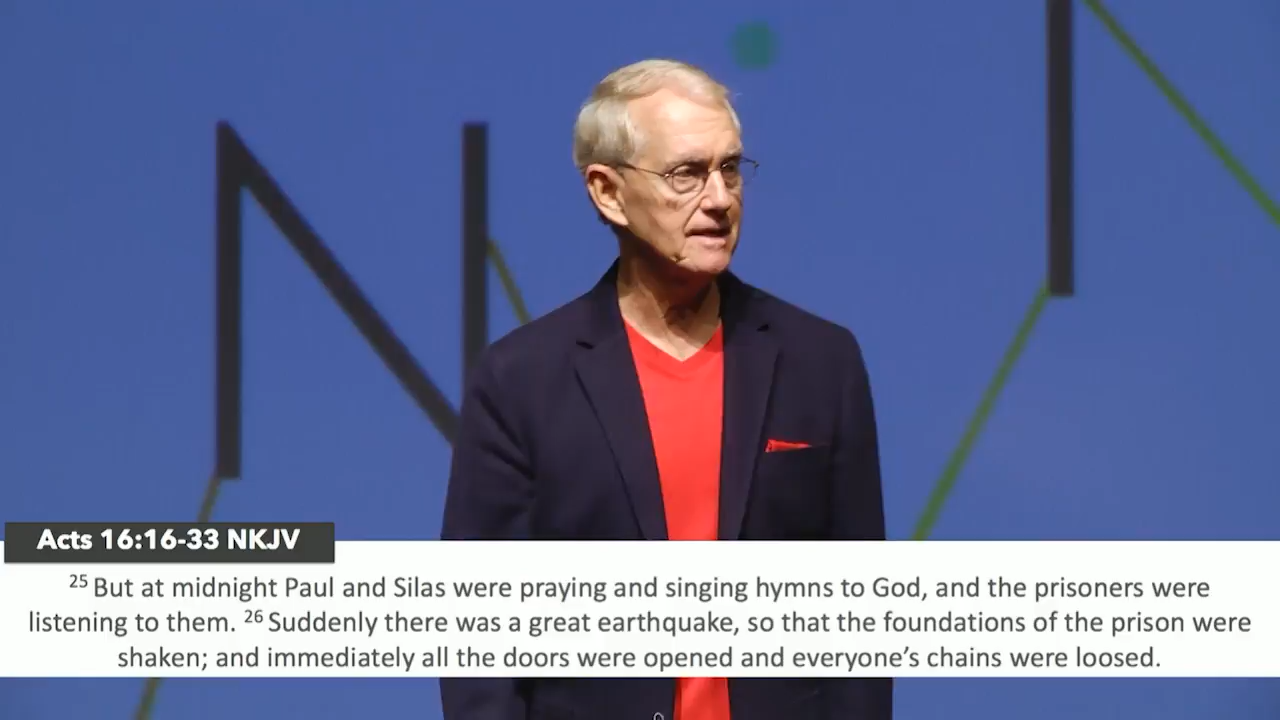 Acts 16:16-33 NKJV
25 But at midnight Paul and Silas were praying and singing hymns to God, and the prisoners were
listening to them. 26 Suddenly there was a great earthquake, so that the foundations of the prison were
shaken; and immediately all the doors were opened and everyone’s chains were loosed.